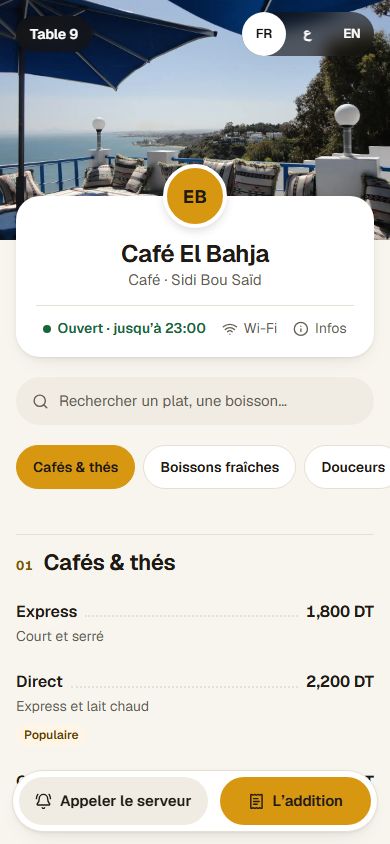 Table 9
FR ع EN
EB
Café El Bahja
Café · Sidi Bou Saïd
Ouvert · jusqu'à 23:00 Wi-Fi Infos
Rechercher un plat, une boisson…
Cafés & thés Boissons fraîches Douceurs
01 Cafés & thés
Express 1,800 DT
Court et serré
Direct 2,200 DT
Express et lait chaud
Populaire
Appeler le serveur L'addition